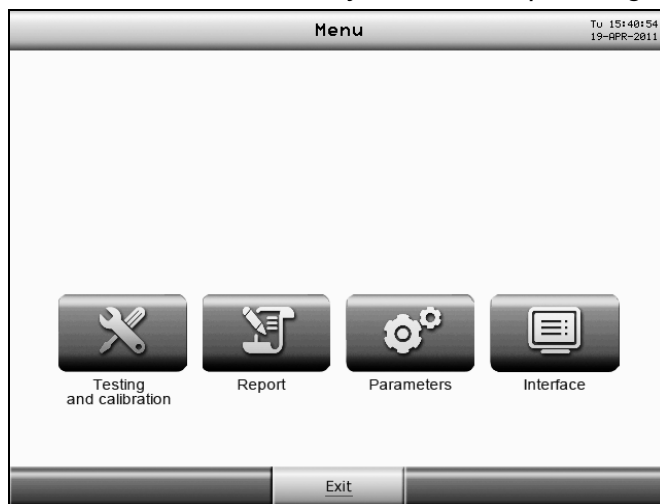 Menu
Tu 15:40:54
19-APR-2011
Testing
and calibration
Report
Parameters
Interface
Exit